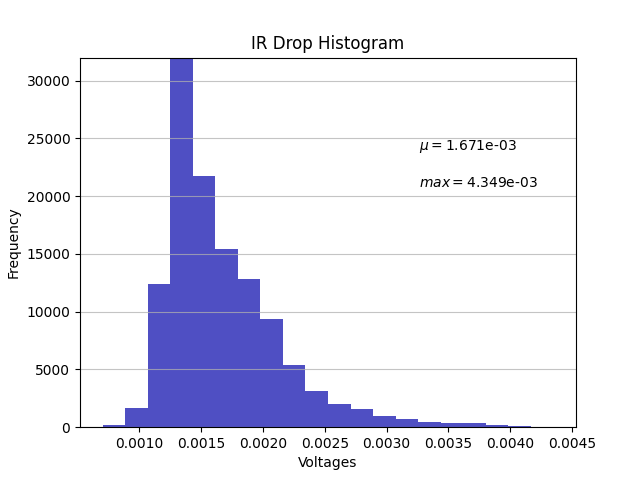 IR Drop Histogram
30000
25000
20000
15000
10000
5000
0
Frequency
μ = 1.671e-03
max = 4.349e-03
0.0010 0.0015 0.0020 0.0025 0.0030 0.0035 0.0040 0.0045
Voltages